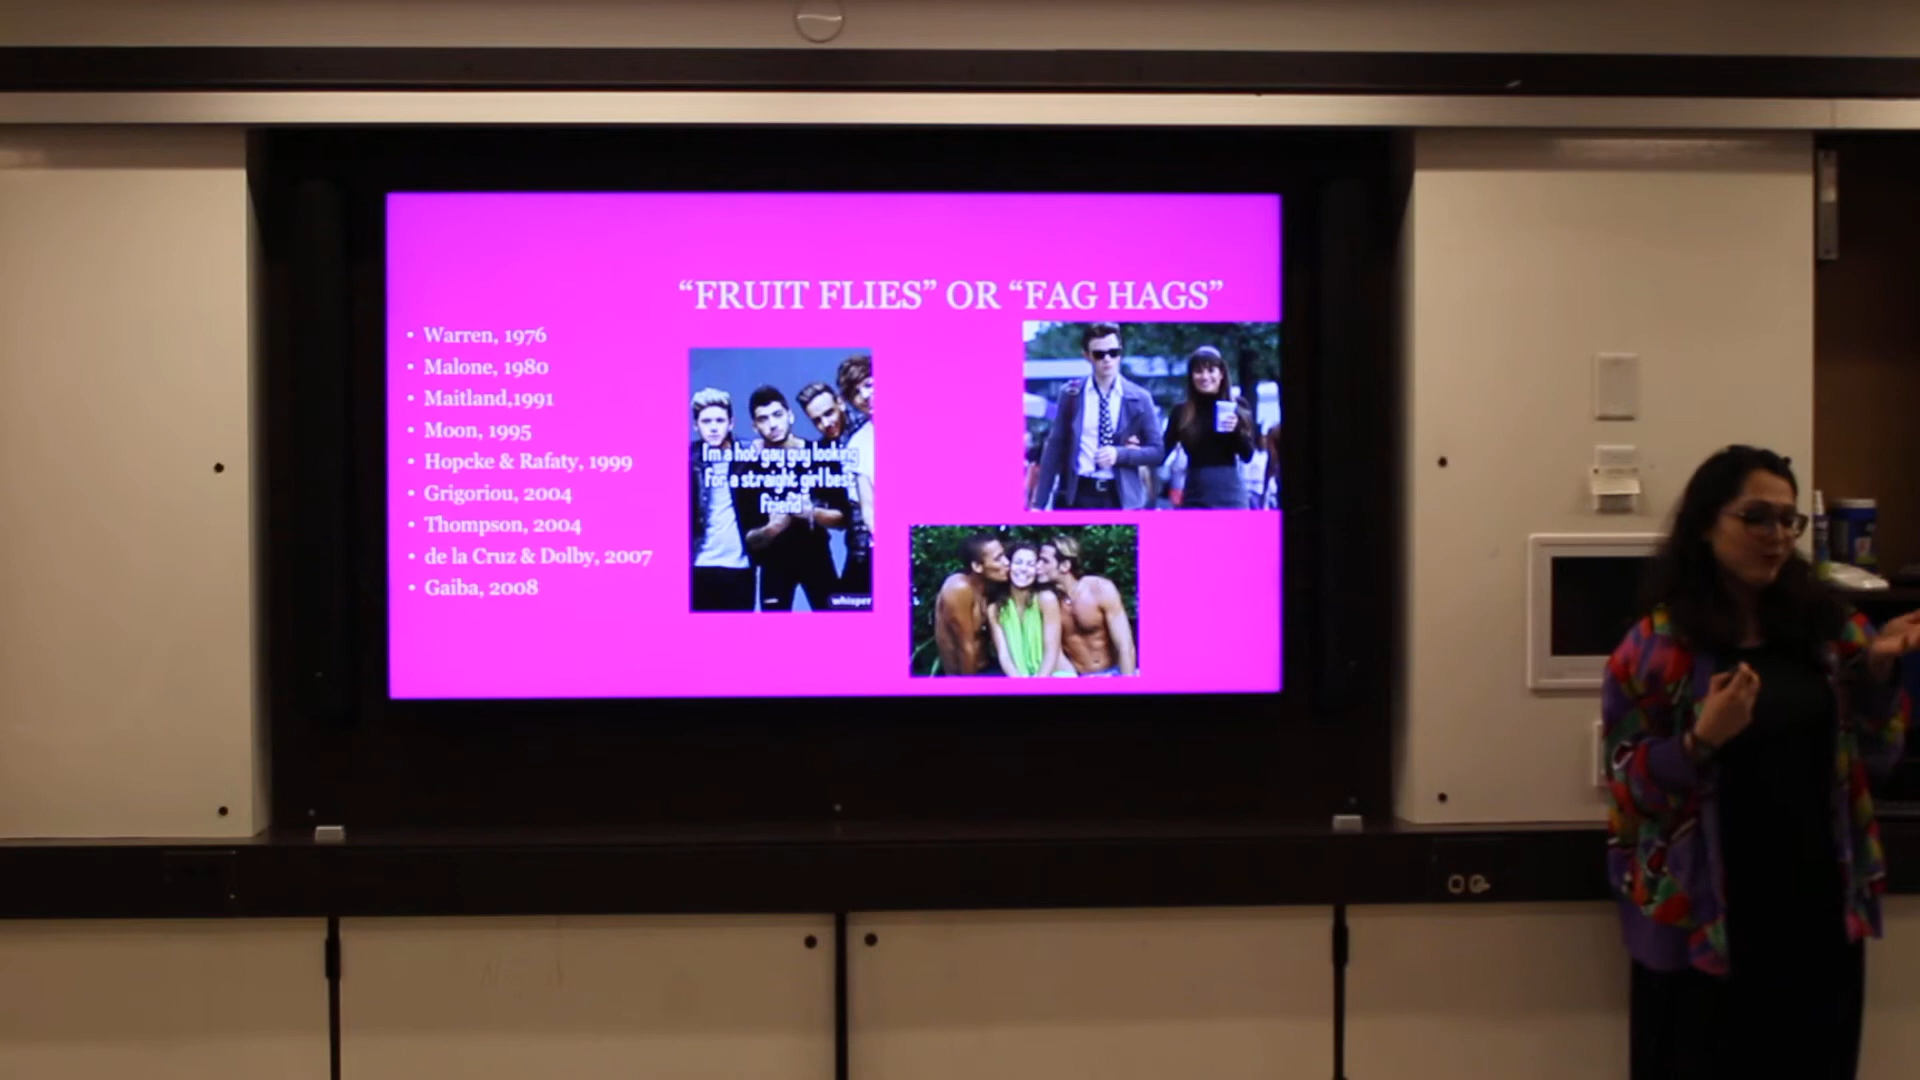 “FRUIT FLIES” OR “FAG HAGS”
• Warren, 1976
• Malone, 1980
• Maitland,1991
• Moon, 1995
• Hopcke & Rafaty, 1999
• Grigoriou, 2004
• Thompson, 2004
• de la Cruz & Dolby, 2007
• Gaiba, 2008
I'm a hot gay guy looking
for a straight girl best
friend
whisper